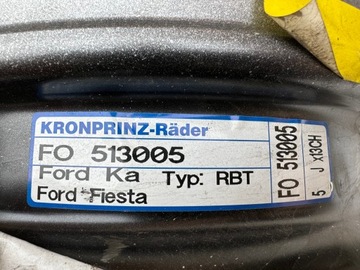 KRONPRINZ-Räder
FO 513005
Ford Ka Typ: RBT
Ford Fiesta
FO 513005
5 J x13CH